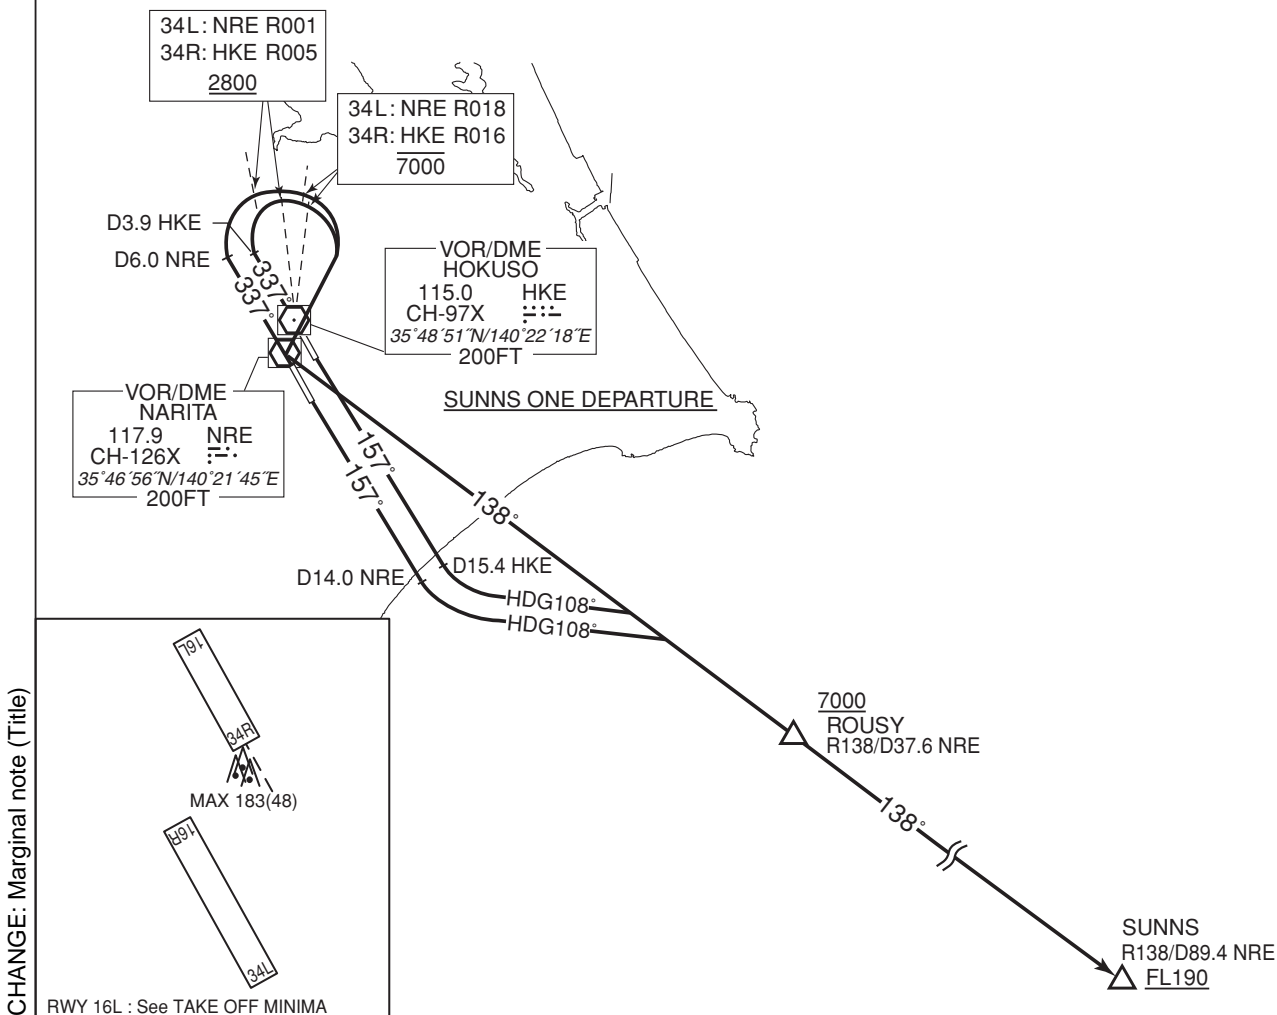 34L: NRE R001
34R: HKE R005
2800
34L: NRE R018
34R: HKE R016
7000
D3.9 HKE
D6.0 NRE
337°
337°
VOR/DME
HOKUSO
115.0 HKE
CH-97X
35°48´51˝N/140°22´18˝E
200FT
SUNNS ONE DEPARTURE
VOR/DME
NARITA
117.9 NRE
CH-126X
35°46´56˝N/140°21´45˝E
200FT
157°
157°
138°
D15.4 HKE
D14.0 NRE
HDG108°
HDG108°
7000
ROUSY
R138/D37.6 NRE
138°
SUNNS
R138/D89.4 NRE
FL190
16L
34R
MAX 183(48)
16R
34L
RWY 16L : See TAKE OFF MINIMA
CHANGE: Marginal note (Title)